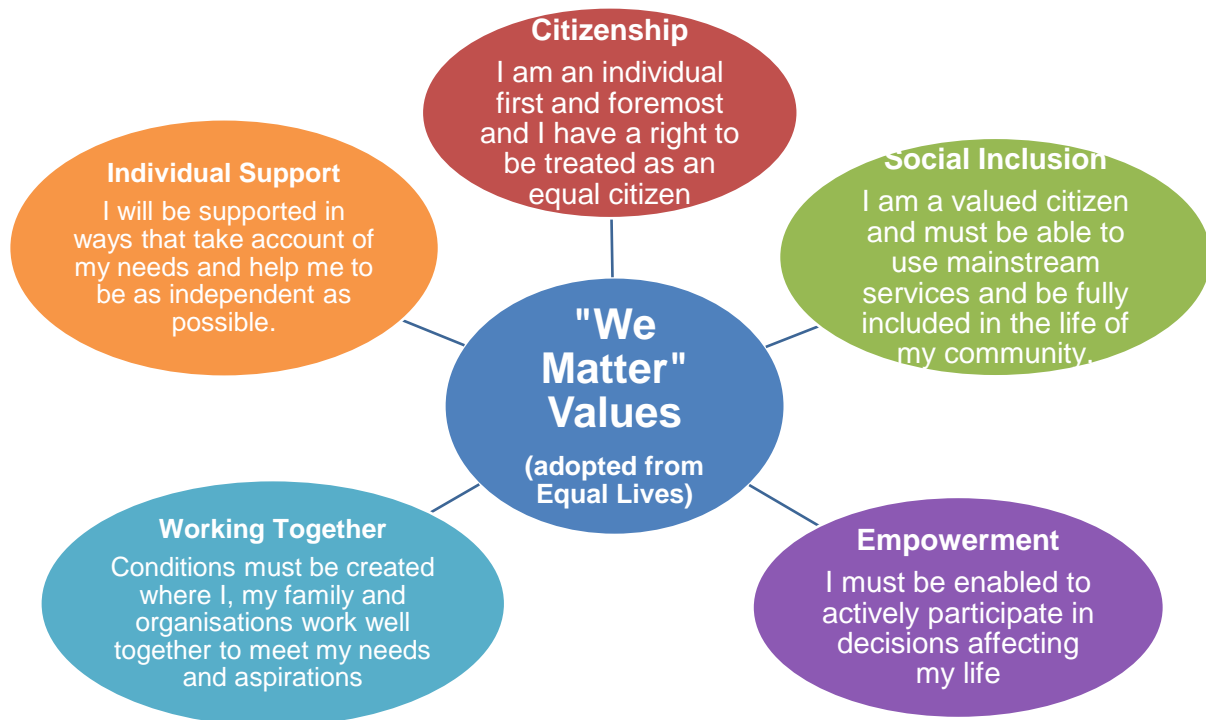 Citizenship
I am an individual
first and foremost
and I have a right to
be treated as an
equal citizen
Individual Support
I will be supported in
ways that take account of
my needs and help me to
be as independent as
possible.
Social Inclusion
I am a valued citizen
and must be able to
use mainstream
services and be fully
included in the life of
my community.
"We
Matter"
Values
(adopted from
Equal Lives)
Working Together
Conditions must be created
where I, my family and
organisations work well
together to meet my needs
and aspirations
Empowerment
I must be enabled to
actively participate in
decisions affecting
my life